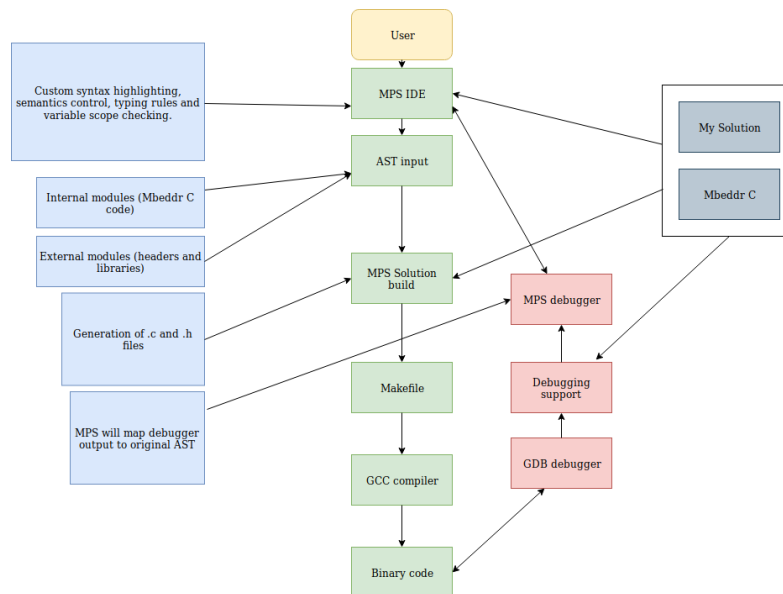 User
Custom syntax highlighting,
semantics control, typing rules and
variable scope checking.
MPS IDE
My Solution
AST input
Mbeddr C
Internal modules (Mbeddr C
code)
External modules (headers and
libraries)
MPS Solution
build
MPS debugger
Generation of .c and .h
files
Makefile
Debugging
support
MPS will map debugger
output to original AST
GCC compiler
GDB debugger
Binary code